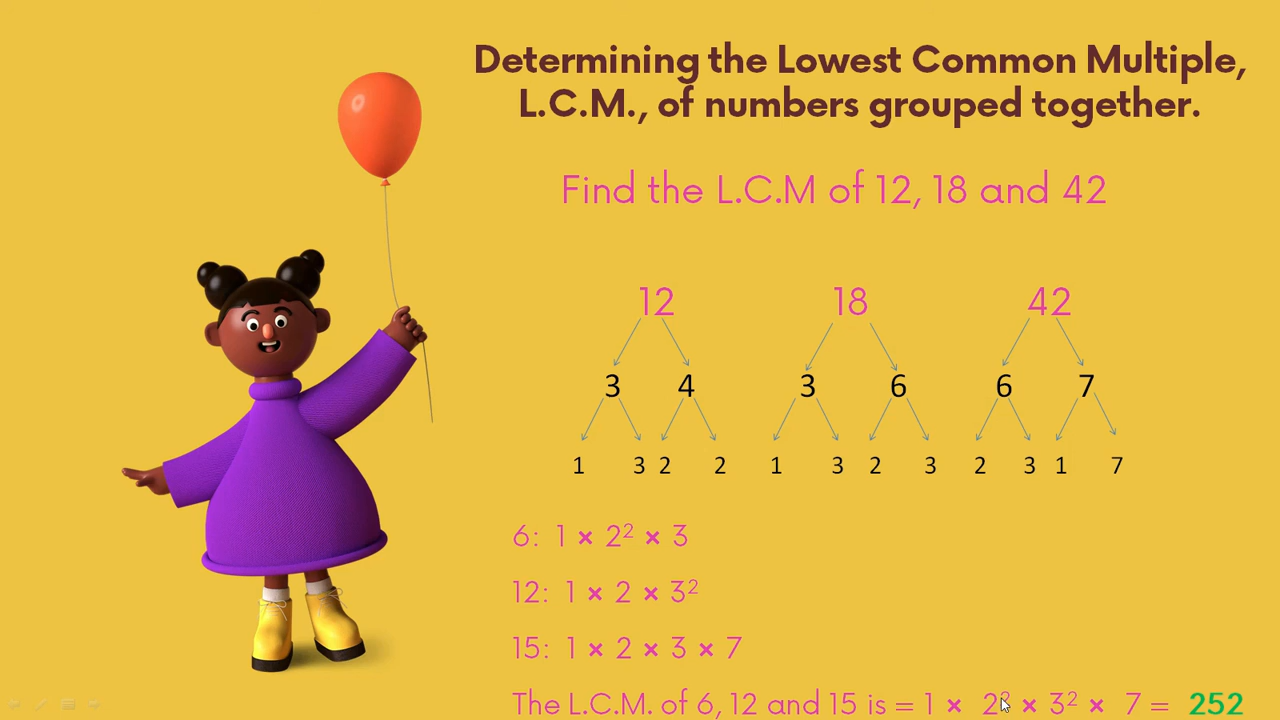 Determining the Lowest Common Multiple,
L.C.M., of numbers grouped together.
Find the L.C.M of 12, 18 and 42
12 18 42
3 4 3 6 6 7
1 3 2 2 1 3 2 3 2 3 1 7
6: 1 × 2² × 3
12: 1 × 2 × 3²
15: 1 × 2 × 3 × 7
The L.C.M. of 6, 12 and 15 is = 1 × 2² × 3² × 7 = 252